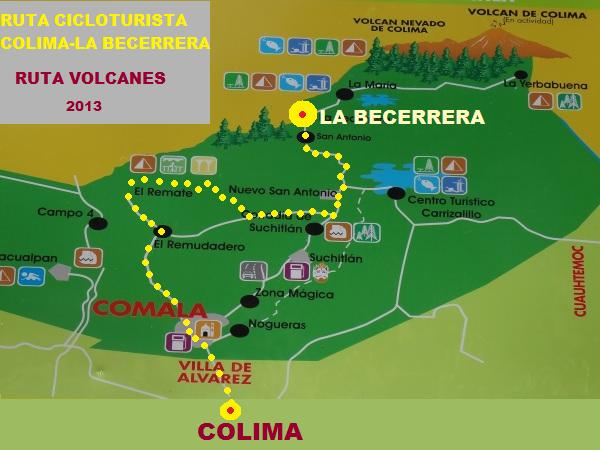 RUTA CICLOTURISTA
COLIMA-LA BECERRERA
RUTA VOLCANES
2013
VOLCAN NEVADO
DE COLIMA
VOLCAN DE COLIMA
(En actividad)
La María
La Yerbabuena
LA BECERRERA
San Antonio
El Remate
Nuevo San Antonio
Centro Turístico
Carrizalillo
Campo 4
Suchitlán
El Remudadero
acualpan
Suchitlán
Zona Mágica
COMALA
Nogueras
CUAUHTEMOC
VILLA DE
ALVAREZ
COLIMA